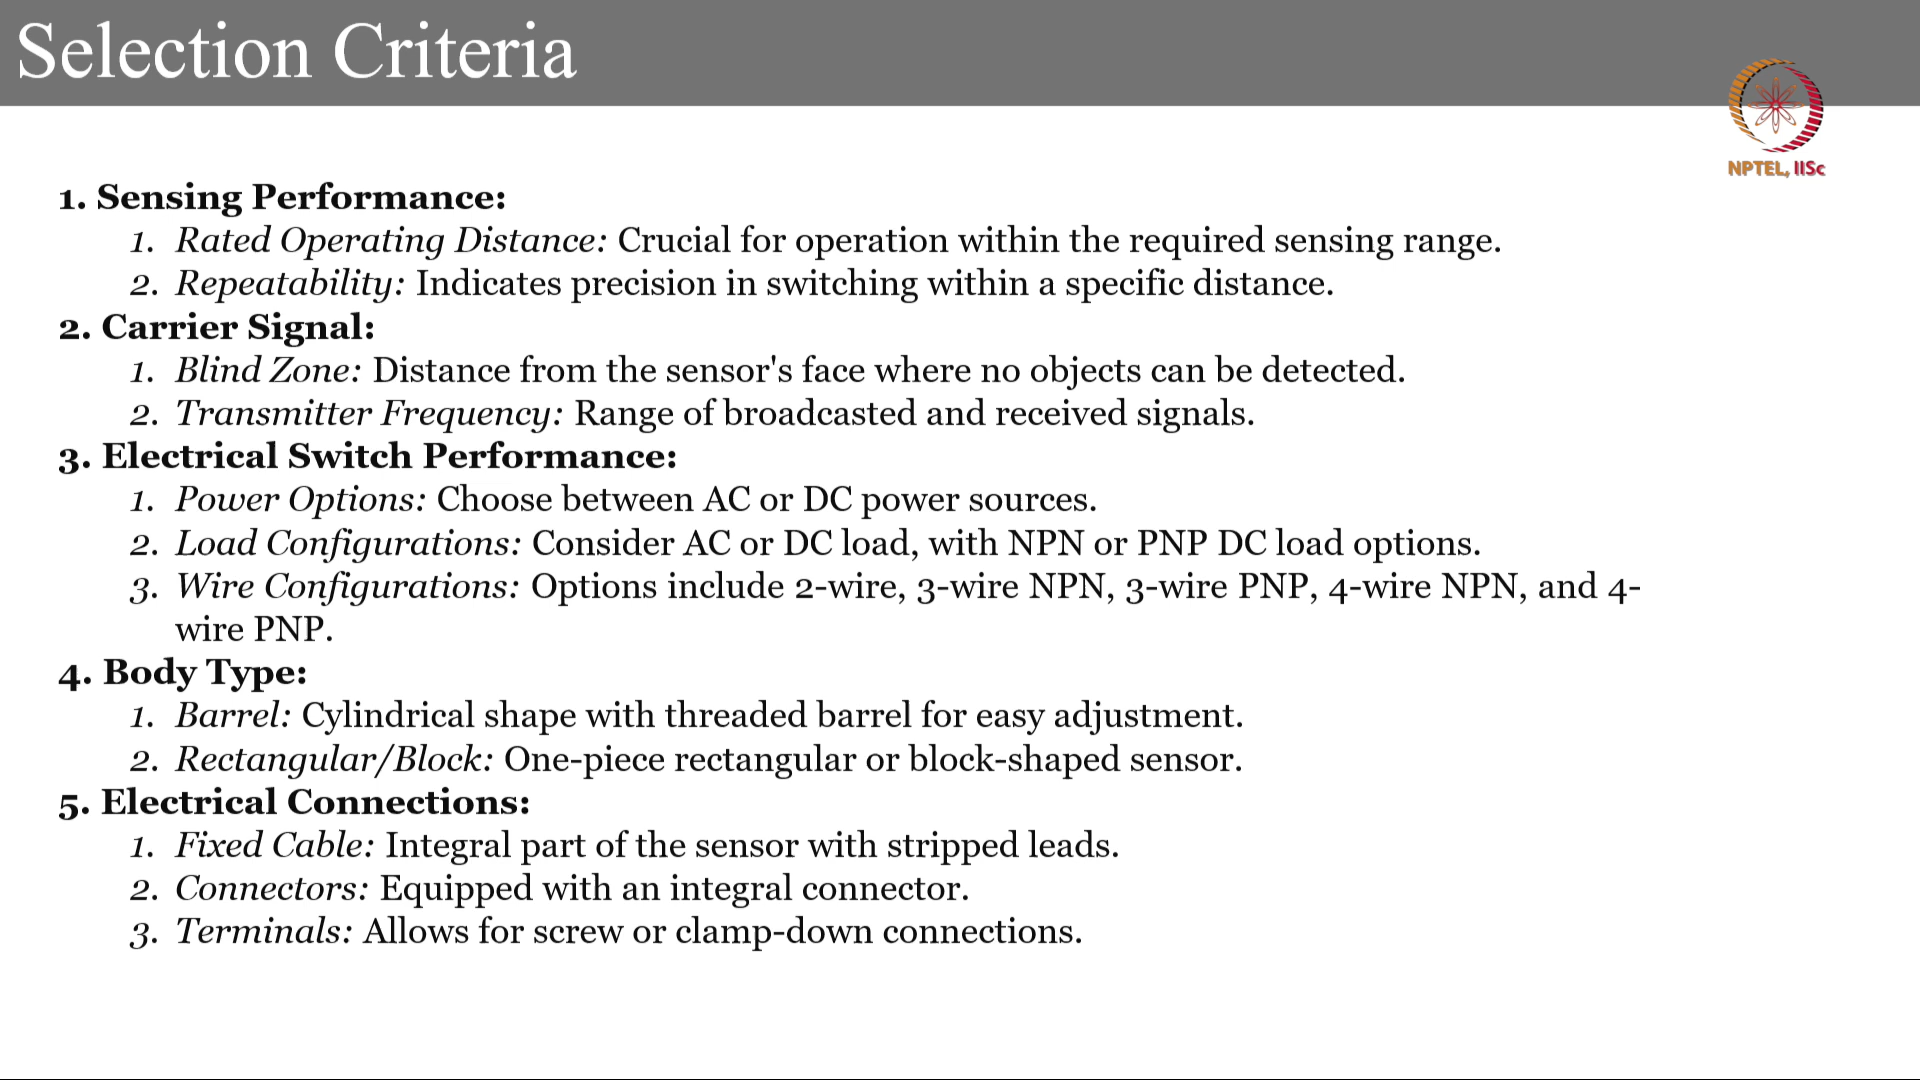 Selection Criteria
NPTEL, IISc
1. Sensing Performance:
1. Rated Operating Distance: Crucial for operation within the required sensing range.
2. Repeatability: Indicates precision in switching within a specific distance.
2. Carrier Signal:
1. Blind Zone: Distance from the sensor's face where no objects can be detected.
2. Transmitter Frequency: Range of broadcasted and received signals.
3. Electrical Switch Performance:
1. Power Options: Choose between AC or DC power sources.
2. Load Configurations: Consider AC or DC load, with NPN or PNP DC load options.
3. Wire Configurations: Options include 2-wire, 3-wire NPN, 3-wire PNP, 4-wire NPN, and 4-
wire PNP.
4. Body Type:
1. Barrel: Cylindrical shape with threaded barrel for easy adjustment.
2. Rectangular/Block: One-piece rectangular or block-shaped sensor.
5. Electrical Connections:
1. Fixed Cable: Integral part of the sensor with stripped leads.
2. Connectors: Equipped with an integral connector.
3. Terminals: Allows for screw or clamp-down connections.